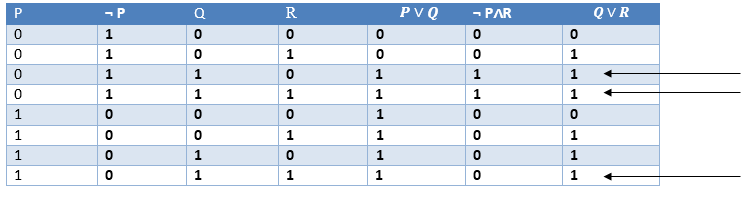 P ¬ P Q R P ∨ Q ¬ P∧R Q ∨ R
0 1 0 0 0 0 0
0 1 0 1 0 0 1
0 1 1 0 1 1 1
0 1 1 1 1 1 1
1 0 0 0 1 0 0
1 0 0 1 1 0 1
1 0 1 0 1 0 1
1 0 1 1 1 0 1